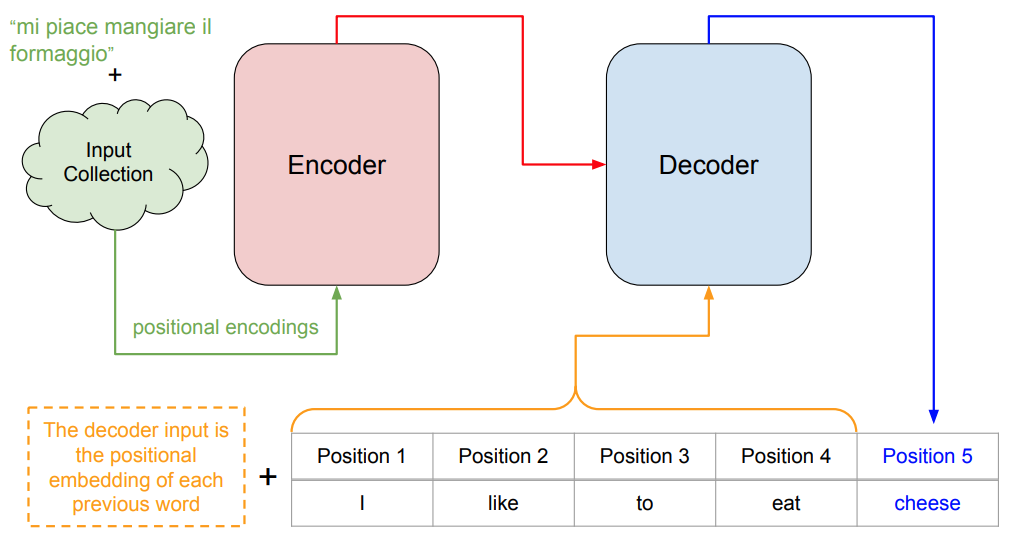 “mi piace mangiare il
formaggio”
+
Input
Collection
Encoder
Decoder
positional encodings
The decoder input is
the positional
embedding of each
previous word
+
Position 1 Position 2 Position 3 Position 4 Position 5
I like to eat cheese